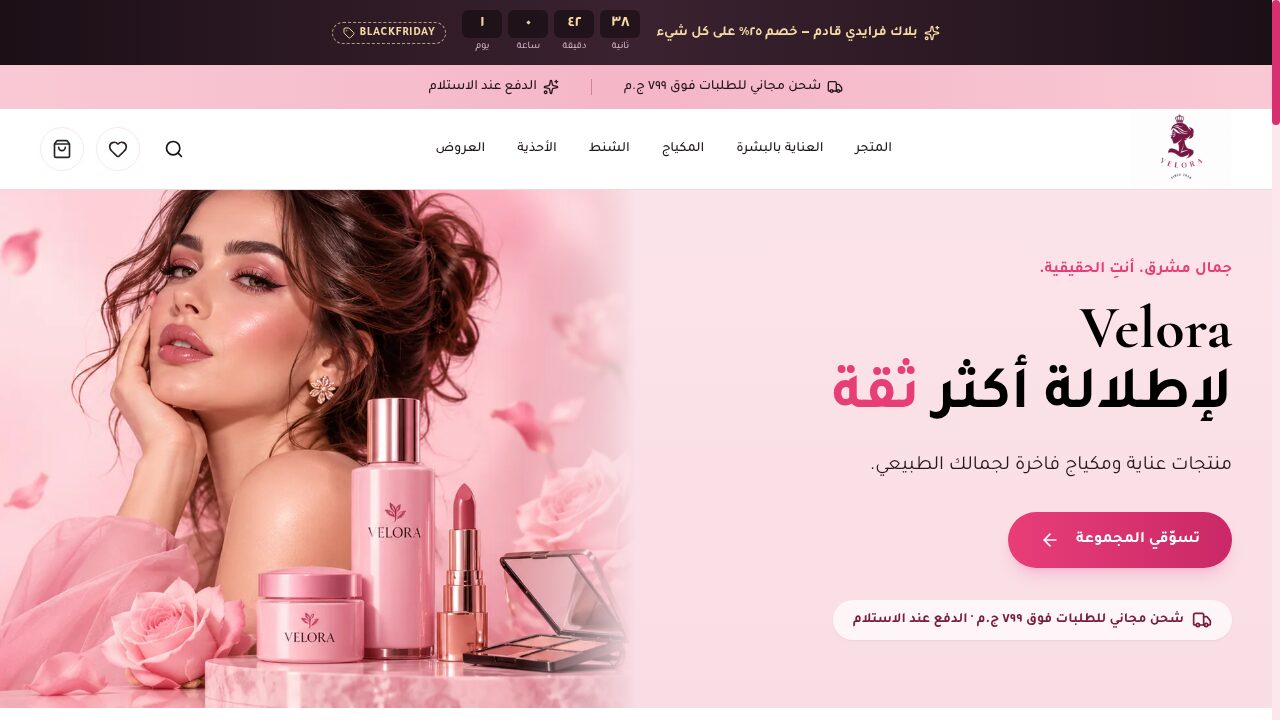 بلاك فرايدي قادم — خصم ٢٥% على كل شيء
٣٨ ٤٢ ٠ ١
ثانية دقيقة ساعة يوم
BLACKFRIDAY
شحن مجاني للطلبات فوق ٧٩٩ ج.م
الدفع عند الاستلام
VELORA
SINCE 2024
المتجر العناية بالبشرة المكياج الشنط الأحذية العروض
جمال مشرق. أنتِ الحقيقية.
Velora
لإطلالة أكثر ثقة
منتجات عناية ومكياج فاخرة لجمالك الطبيعي.
تسوّقي المجموعة
شحن مجاني للطلبات فوق ٧٩٩ ج.م · الدفع عند الاستلام
VELORA
VELORA